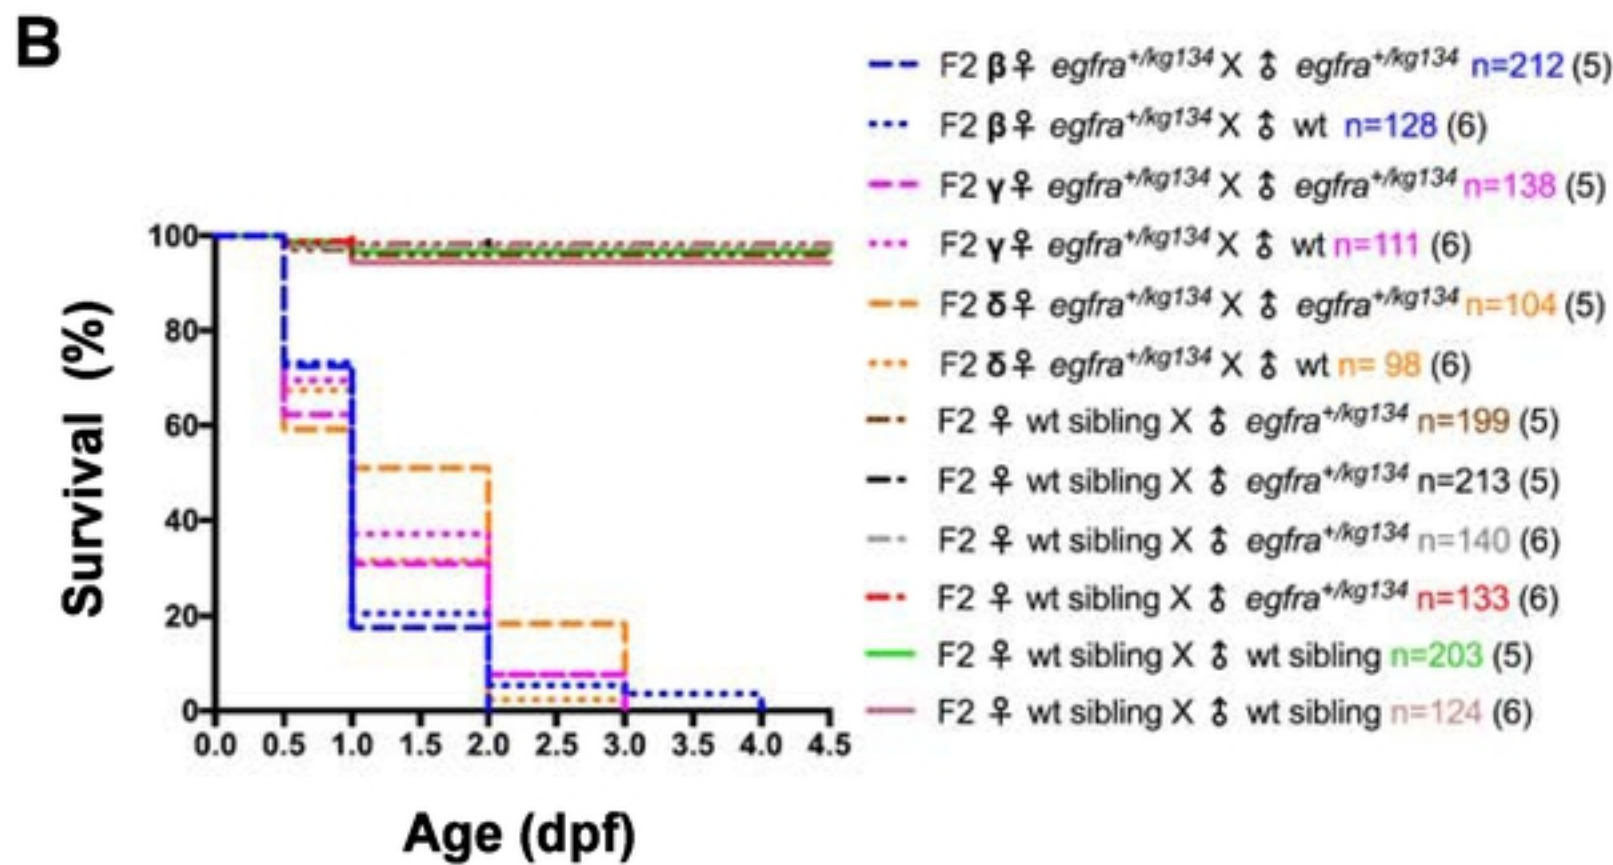 B
F2 β♀ egfra+/kg134 X ♂ egfra+/kg134 n=212 (5)
F2 β♀ egfra+/kg134 X ♂ wt n=128 (6)
F2 γ♀ egfra+/kg134 X ♂ egfra+/kg134 n=138 (5)
F2 γ♀ egfra+/kg134 X ♂ wt n=111 (6)
F2 δ♀ egfra+/kg134 X ♂ egfra+/kg134 n=104 (5)
F2 δ♀ egfra+/kg134 X ♂ wt n= 98 (6)
F2 ♀ wt sibling X ♂ egfra+/kg134 n=199 (5)
F2 ♀ wt sibling X ♂ egfra+/kg134 n=213 (5)
F2 ♀ wt sibling X ♂ egfra+/kg134 n=140 (6)
F2 ♀ wt sibling X ♂ egfra+/kg134 n=133 (6)
F2 ♀ wt sibling X ♂ wt sibling n=203 (5)
F2 ♀ wt sibling X ♂ wt sibling n=124 (6)
Survival (%)
100
80
60
40
20
0
0.0 0.5 1.0 1.5 2.0 2.5 3.0 3.5 4.0 4.5
Age (dpf)